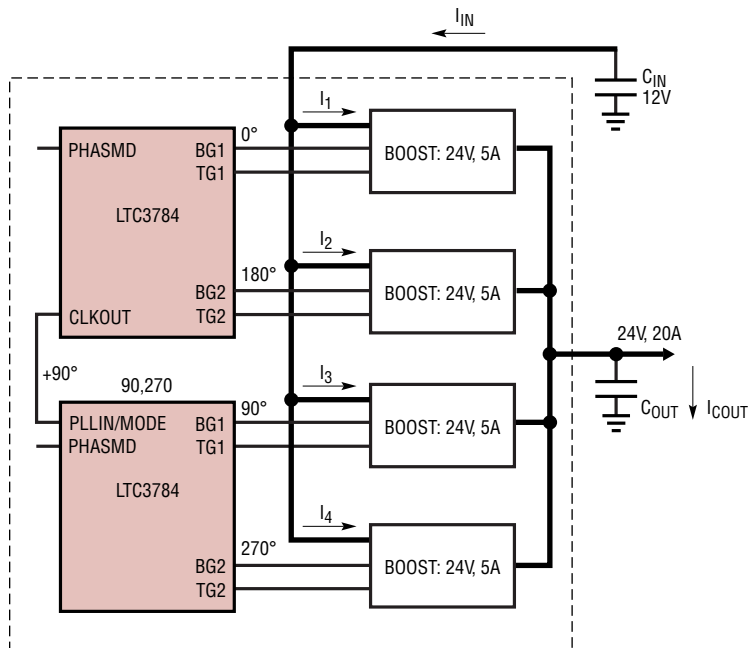 I_IN
C_IN
12V
I_1
0°
PHASMD
BG1
TG1
BOOST: 24V, 5A
LTC3784
I_2
180°
BG2
TG2
CLKOUT
BOOST: 24V, 5A
24V, 20A
+90°
90,270
I_3
90°
C_OUT
I_COUT
PLLIN/MODE
PHASMD
BG1
TG1
BOOST: 24V, 5A
LTC3784
I_4
270°
BG2
TG2
BOOST: 24V, 5A